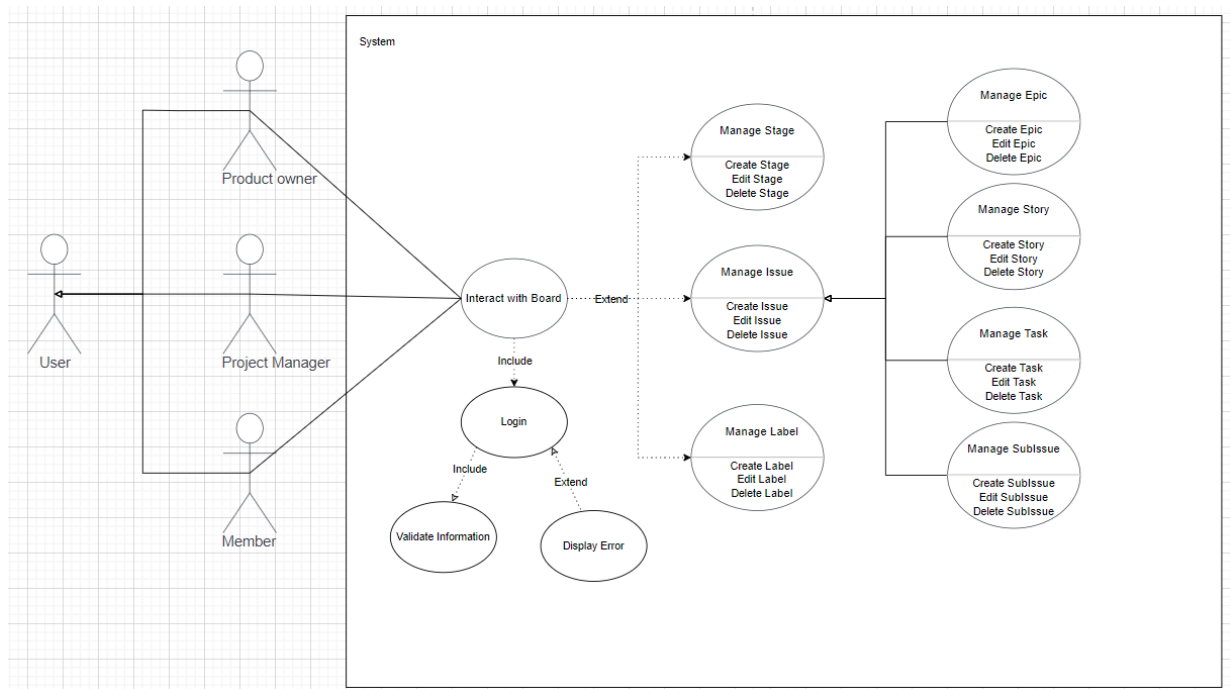 System
Product owner
User
Project Manager
Member
Interact with Board
Extend
Include
Login
Include
Extend
Validate Information
Display Error
Manage Stage
Create Stage
Edit Stage
Delete Stage
Manage Issue
Create Issue
Edit Issue
Delete Issue
Manage Label
Create Label
Edit Label
Delete Label
Manage Epic
Create Epic
Edit Epic
Delete Epic
Manage Story
Create Story
Edit Story
Delete Story
Manage Task
Create Task
Edit Task
Delete Task
Manage SubIssue
Create SubIssue
Edit SubIssue
Delete SubIssue